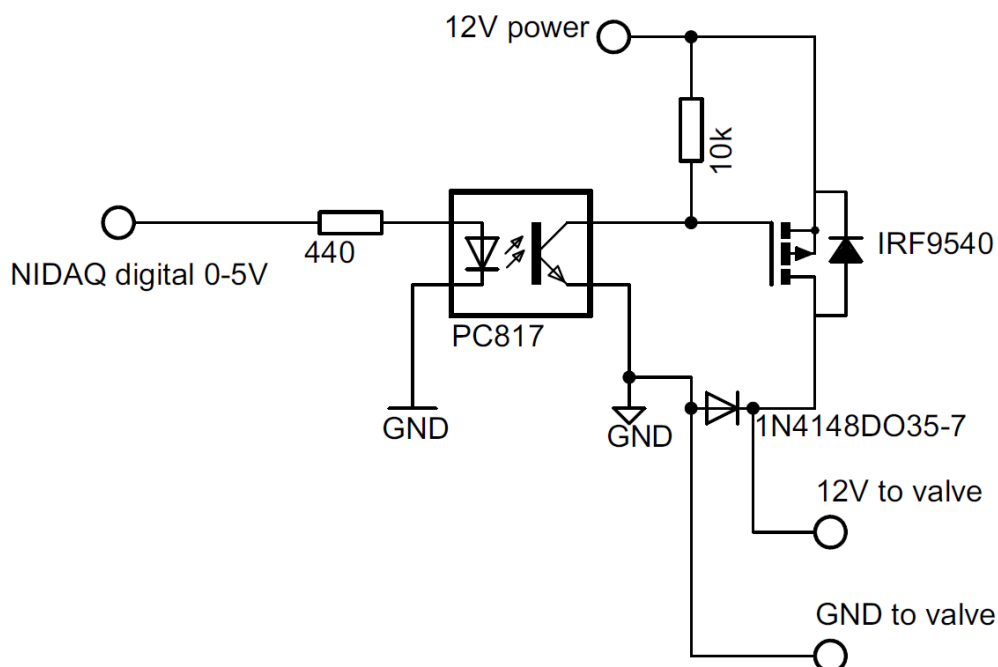 12V power
10k
NIDAQ digital 0-5V
440
PC817
IRF9540
GND
GND
1N4148DO35-7
12V to valve
GND to valve